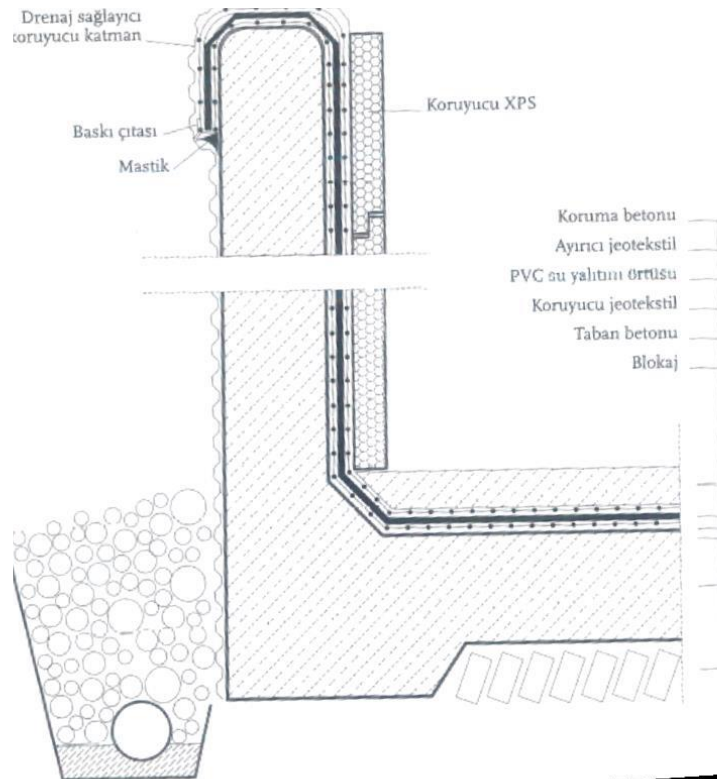 Drenaj sağlayıcı
koruyucu katman
Baskı çıtası
Mastik
Koruyucu XPS
Koruma betonu
Ayırıcı jeotekstil
PVC su yalıtım örtüsü
Koruyucu jeotekstil
Taban betonu
Blokaj